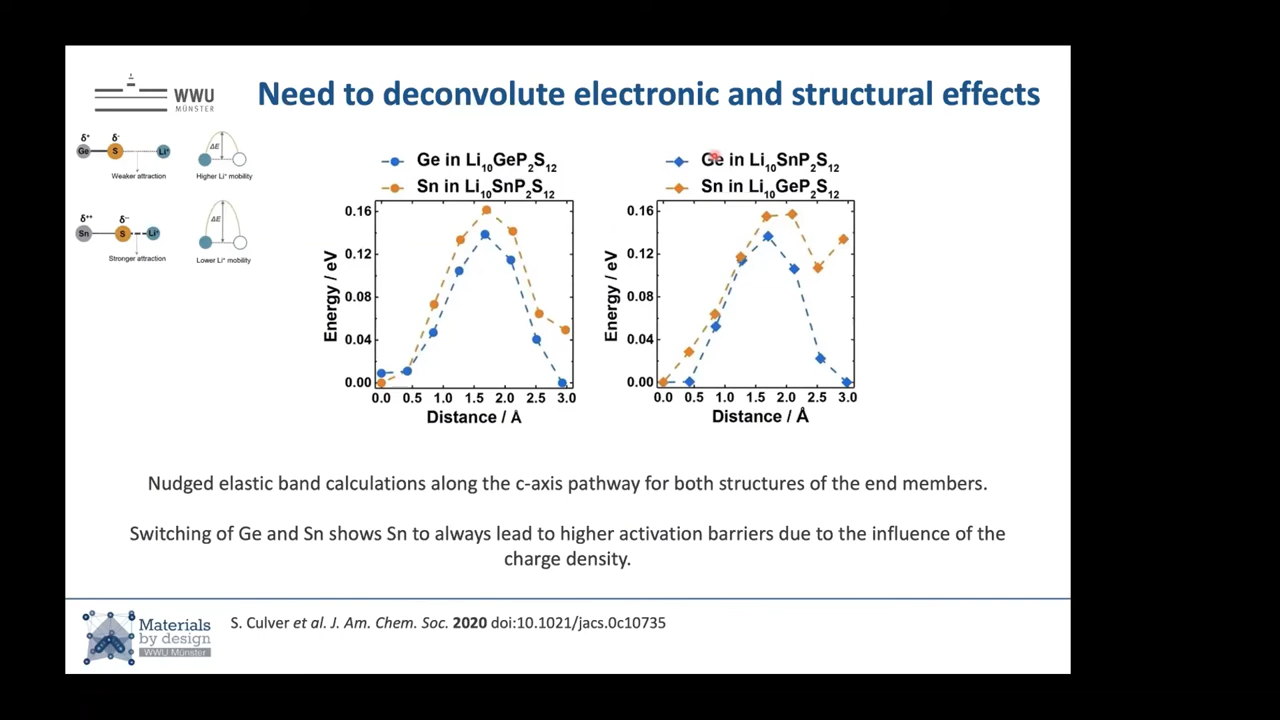 Need to deconvolute electronic and structural effects
WWU
MÜNSTER
δ⁺ δ⁻
Ge S Li⁺
Weaker attraction
ΔE
Higher Li⁺ mobility
δ⁺⁺ δ⁻⁻
Sn S Li⁺
Stronger attraction
ΔE
Lower Li⁺ mobility
Ge in Li₁₀GeP₂S₁₂
Sn in Li₁₀SnP₂S₁₂
Energy / eV
0.16
0.12
0.08
0.04
0.00
0.0 0.5 1.0 1.5 2.0 2.5 3.0
Distance / Å
Ge in Li₁₀SnP₂S₁₂
Sn in Li₁₀GeP₂S₁₂
Energy / eV
0.16
0.12
0.08
0.04
0.00
0.0 0.5 1.0 1.5 2.0 2.5 3.0
Distance / Å
Nudged elastic band calculations along the c-axis pathway for both structures of the end members.
Switching of Ge and Sn shows Sn to always lead to higher activation barriers due to the influence of the
charge density.
Materials
by design
WWU Münster
S. Culver et al. J. Am. Chem. Soc. 2020 doi:10.1021/jacs.0c10735